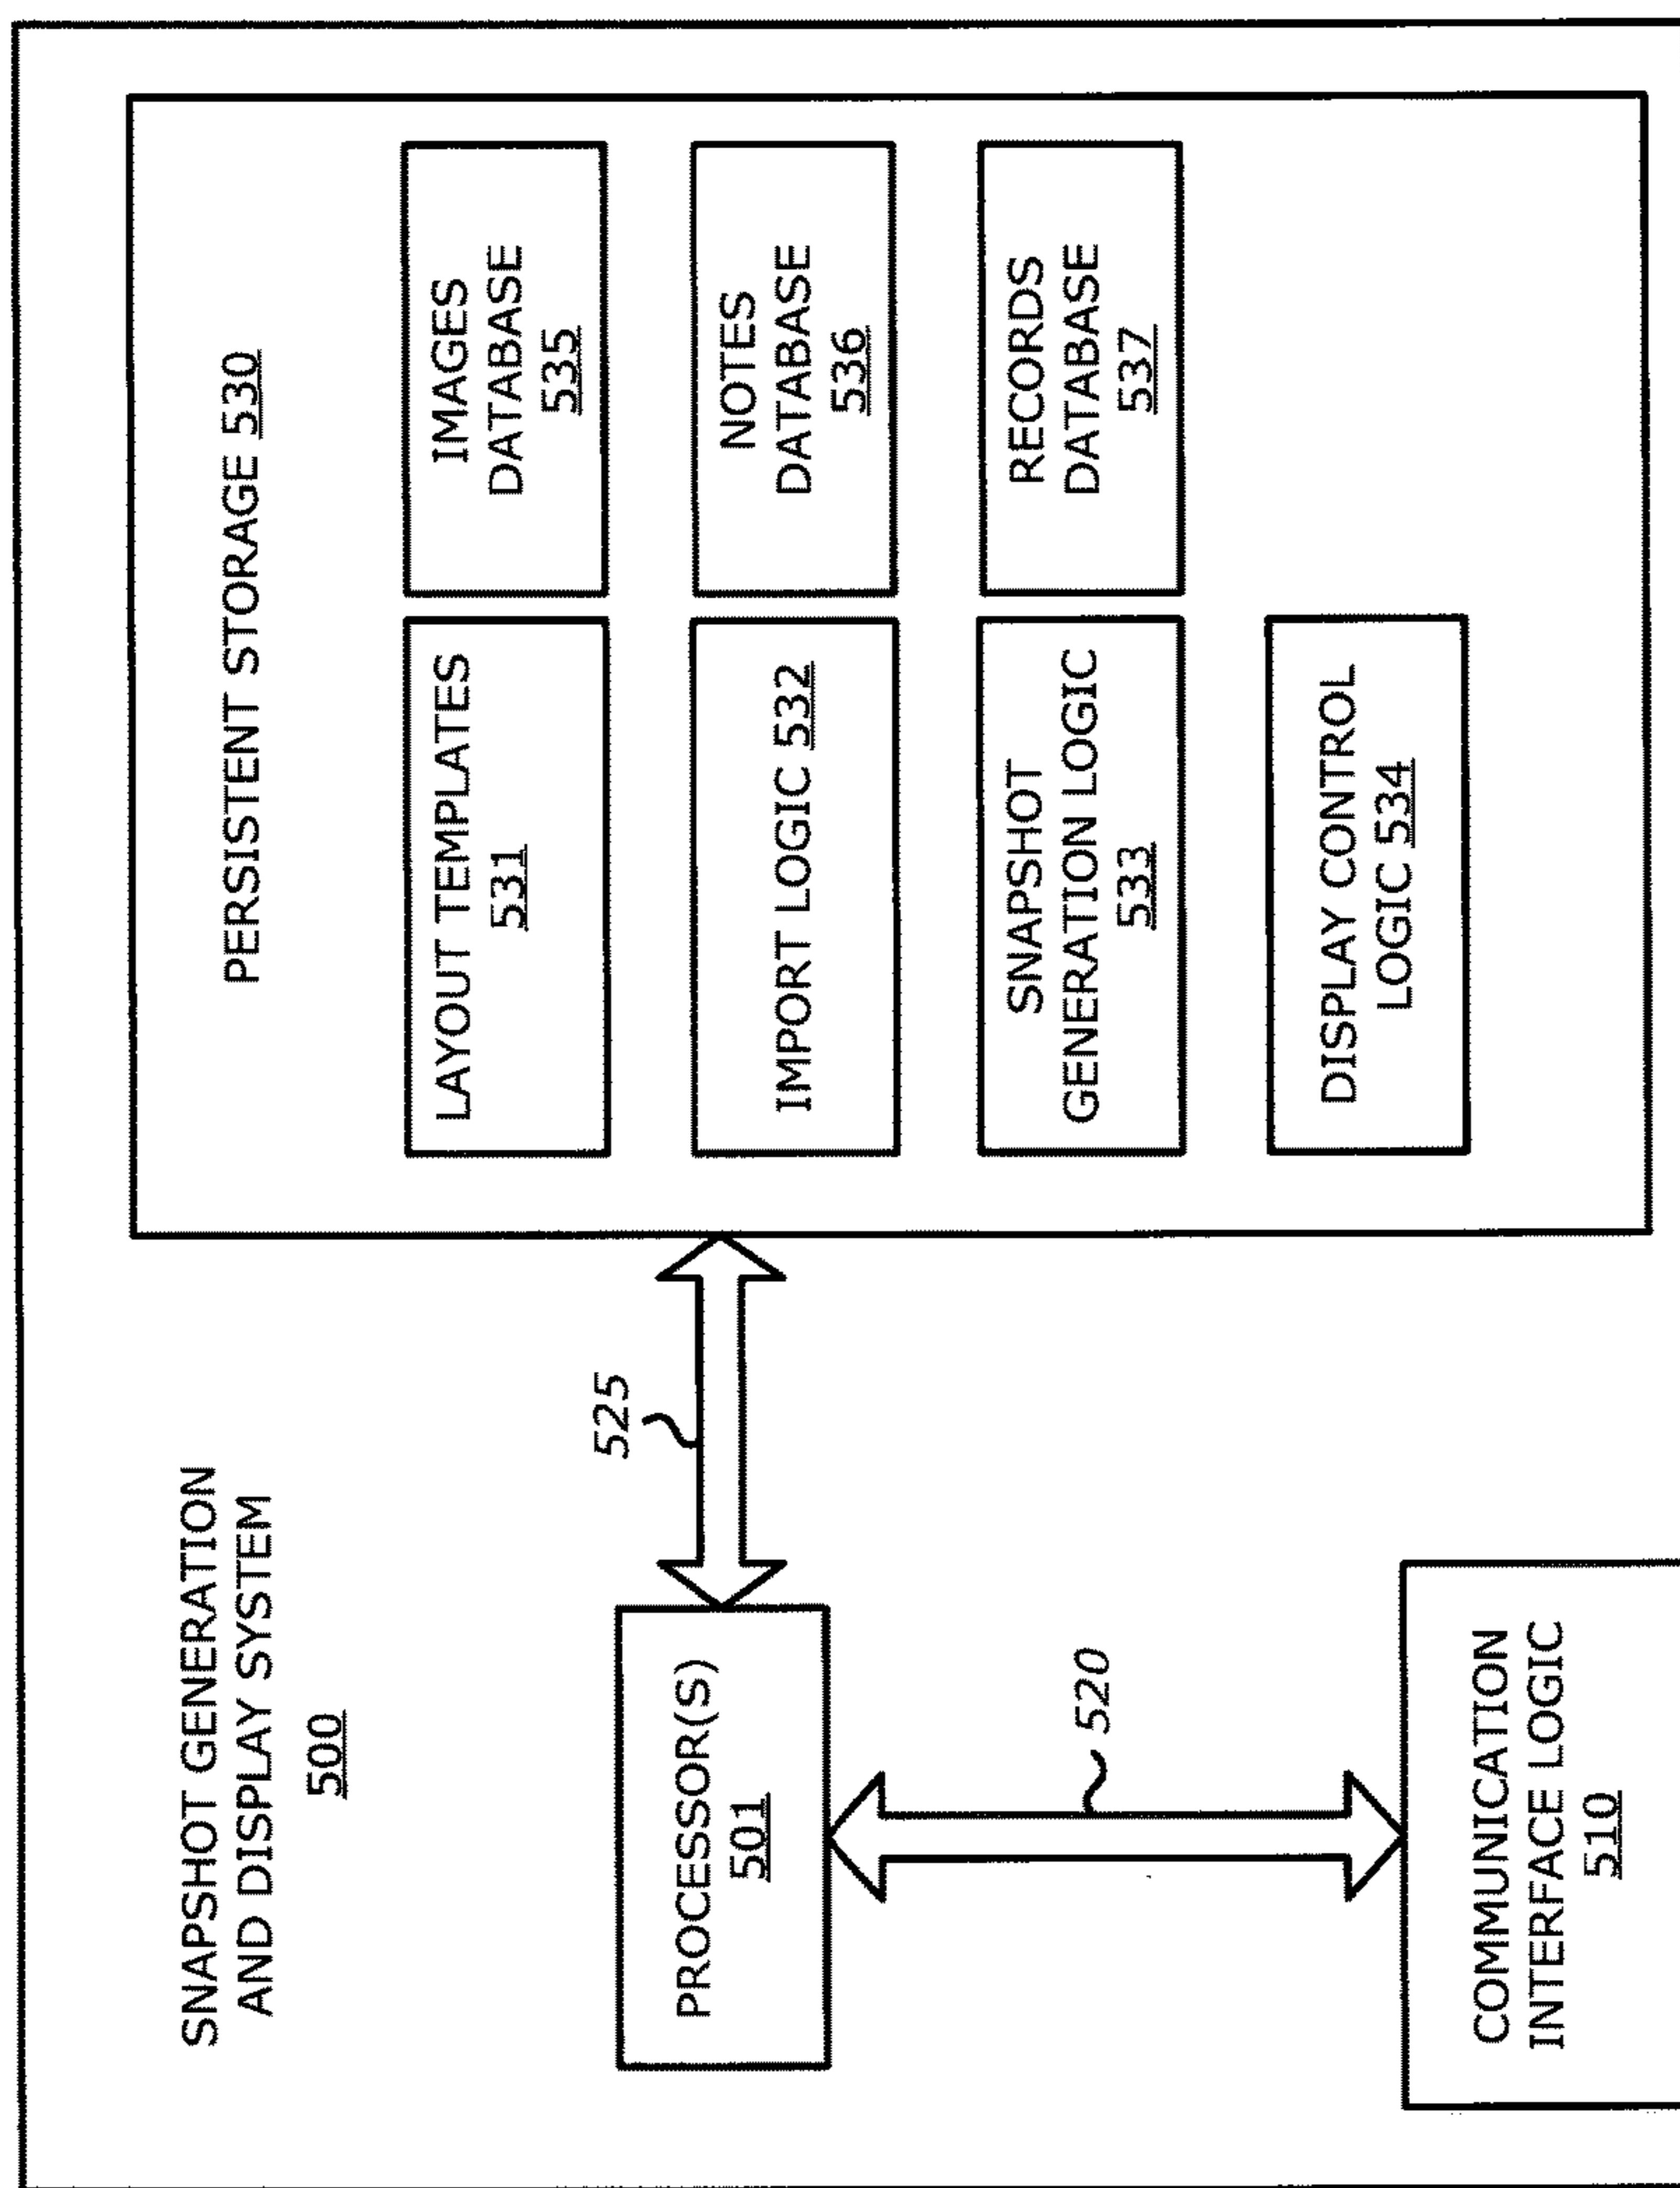 SNAPSHOT GENERATION
AND DISPLAY SYSTEM
500
PERSISTENT STORAGE 530
LAYOUT TEMPLATES
531
IMAGES
DATABASE
535
IMPORT LOGIC 532
NOTES
DATABASE
536
SNAPSHOT
GENERATION LOGIC
533
RECORDS
DATABASE
537
DISPLAY CONTROL
LOGIC 534
525
PROCESSOR(S)
501
520
COMMUNICATION
INTERFACE LOGIC
510